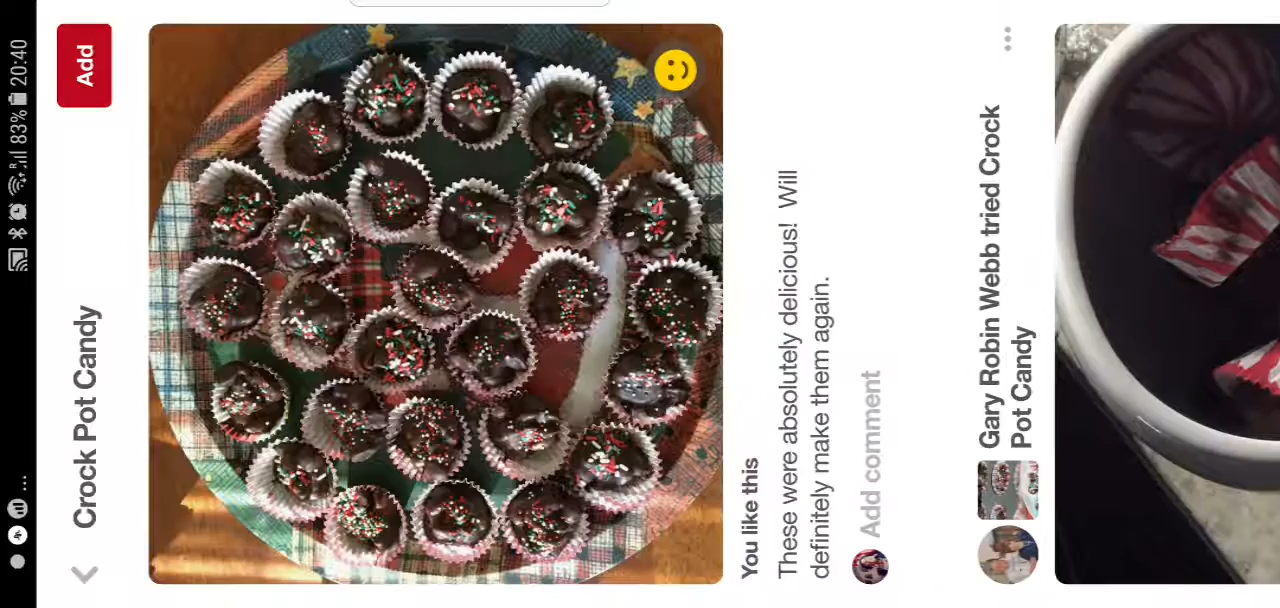 83% 20:40
Crock Pot Candy
Add
You like this
These were absolutely delicious! Will
definitely make them again.
Add comment
Gary Robin Webb tried Crock
Pot Candy